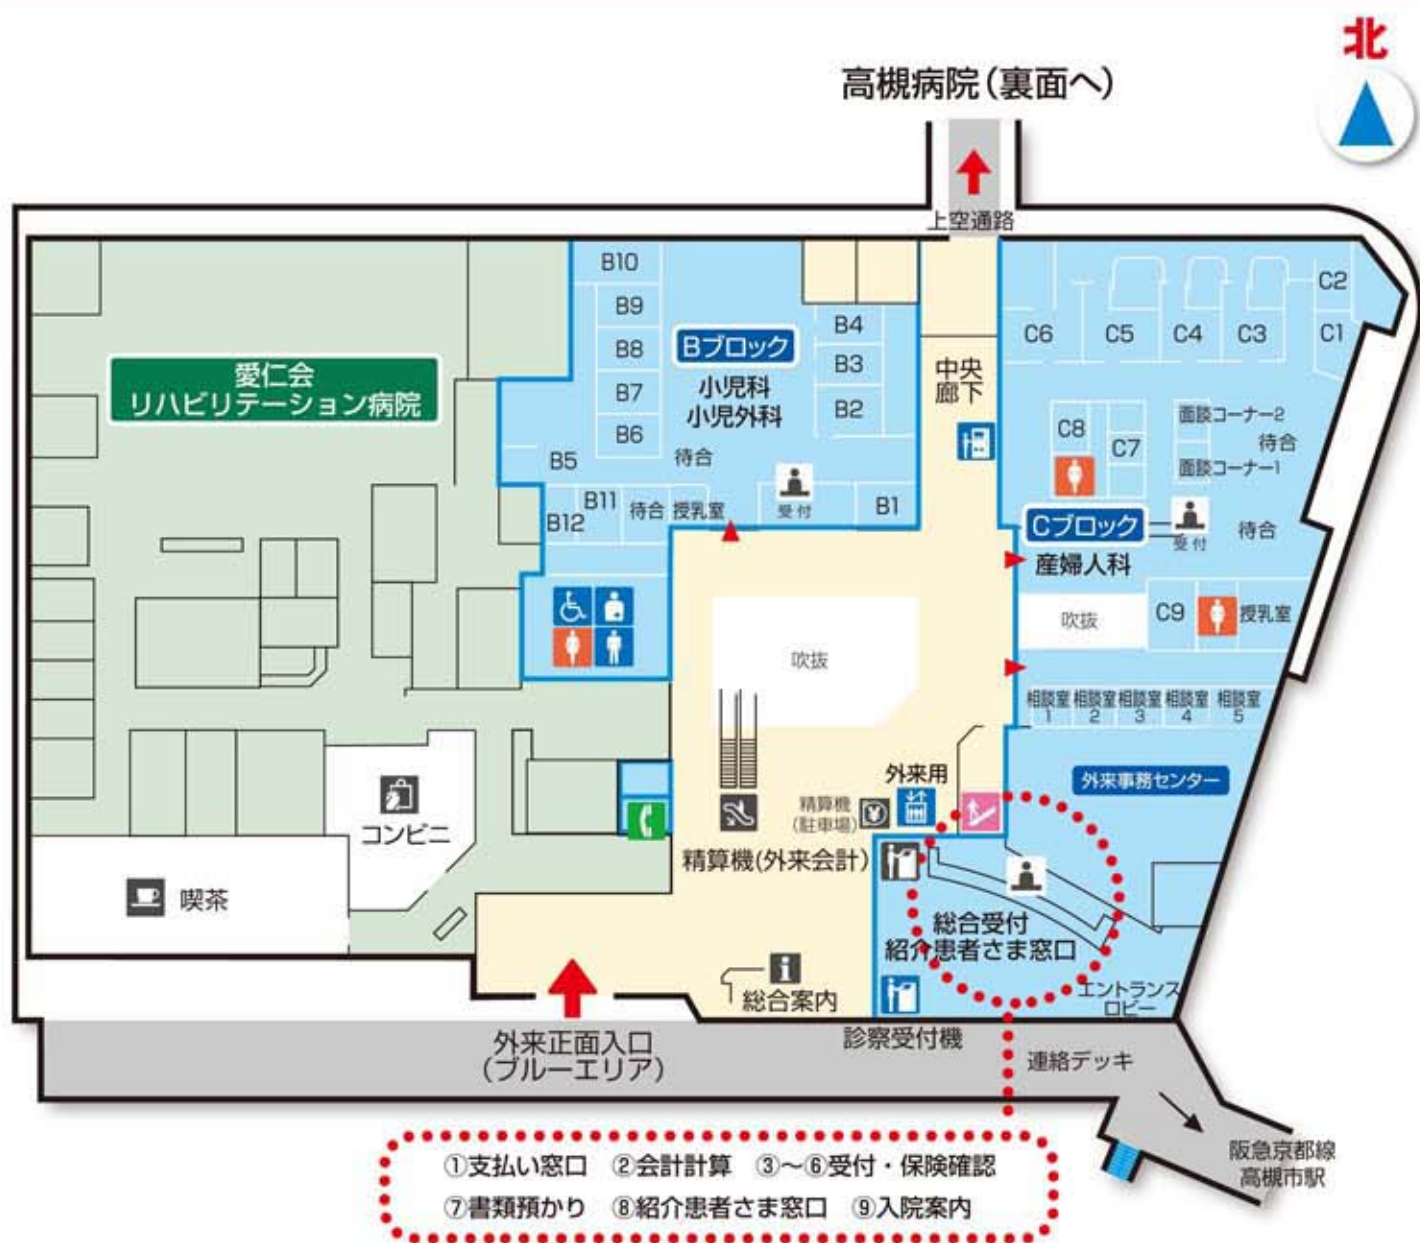 北
高槻病院(裏面へ)
上空通路
B10
B9
B8
B7
B6
B5
B11
B12
待合
授乳室
Bブロック
小児科
小児外科
待合
受付
B4
B3
B2
B1
愛仁会
リハビリテーション病院
中央
廊下
C6
C5
C4
C3
C2
C1
C8
C7
面談コーナー2
待合
面談コーナー1
Cブロック
産婦人科
受付
待合
吹抜
C9
授乳室
吹抜
相談室
1
相談室
2
相談室
3
相談室
4
相談室
5
外来事務センター
外来用
精算機
(駐車場)
¥
精算機(外来会計)
コンビニ
喫茶
総合受付
紹介患者さま窓口
i
総合案内
エントランス
ロビー
診察受付機
外来正面入口
(ブルーエリア)
連絡デッキ
阪急京都線
高槻市駅
①支払い窓口 ②会計計算 ③〜⑥受付・保険確認
⑦書類預かり ⑧紹介患者さま窓口 ⑨入院案内